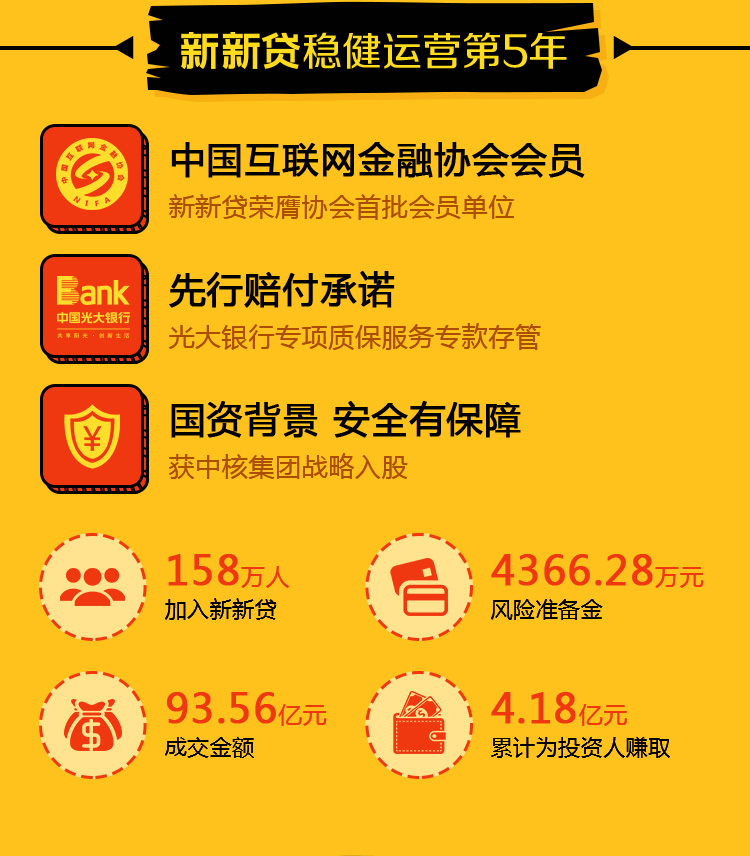 新新贷稳健运营第5年
中国互联网金融协会
NIFA
中国互联网金融协会会员
新新贷荣膺协会首批会员单位
Bank
中国光大银行
共享阳光·创新生活
先行赔付承诺
光大银行专项质保服务专款存管
¥
国资背景 安全有保障
获中核集团战略入股
158万人
加入新新贷
4366.28万元
风险准备金
$
93.56亿元
成交金额
4.18亿元
累计为投资人赚取